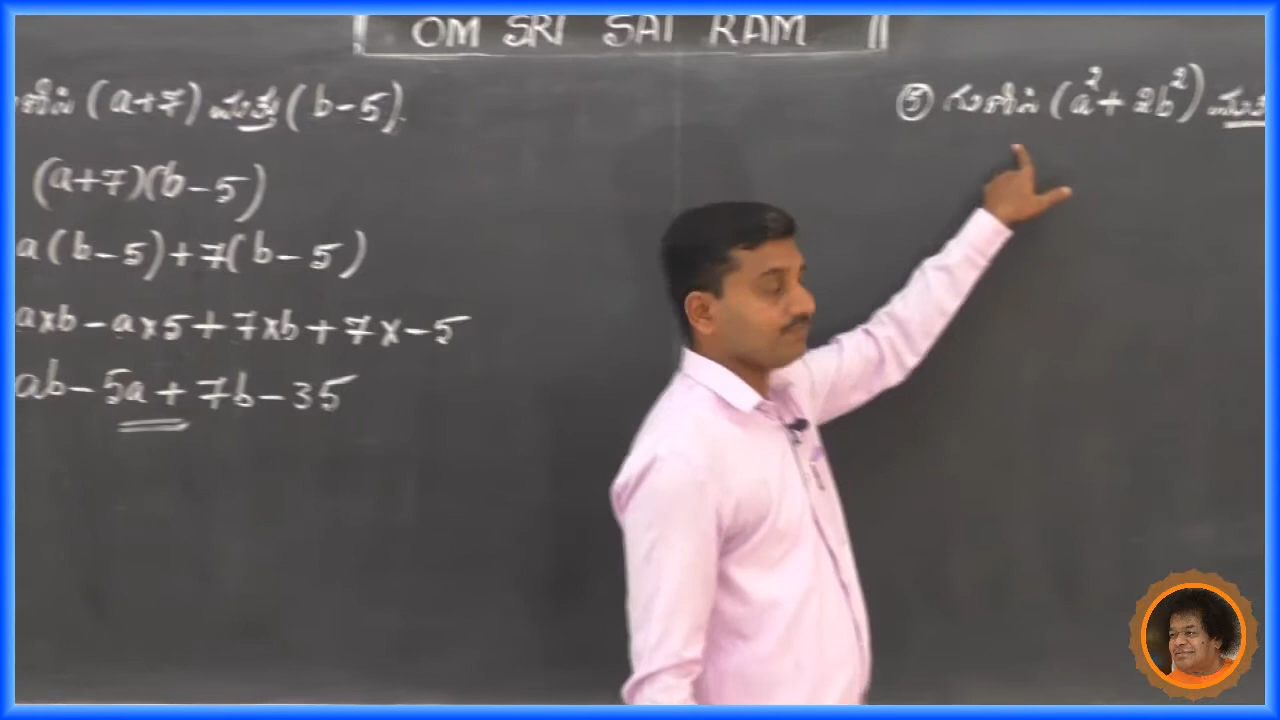 OM SRI SAI RAM
(a+7) ಮತ್ತು (b-5).
(a+7)(b-5)
a(b-5)+7(b-5)
axb-ax5+7xb+7x-5
ab-5a+7b-35
⑤ ಗುಣಿಸಿ (a²+2b²)